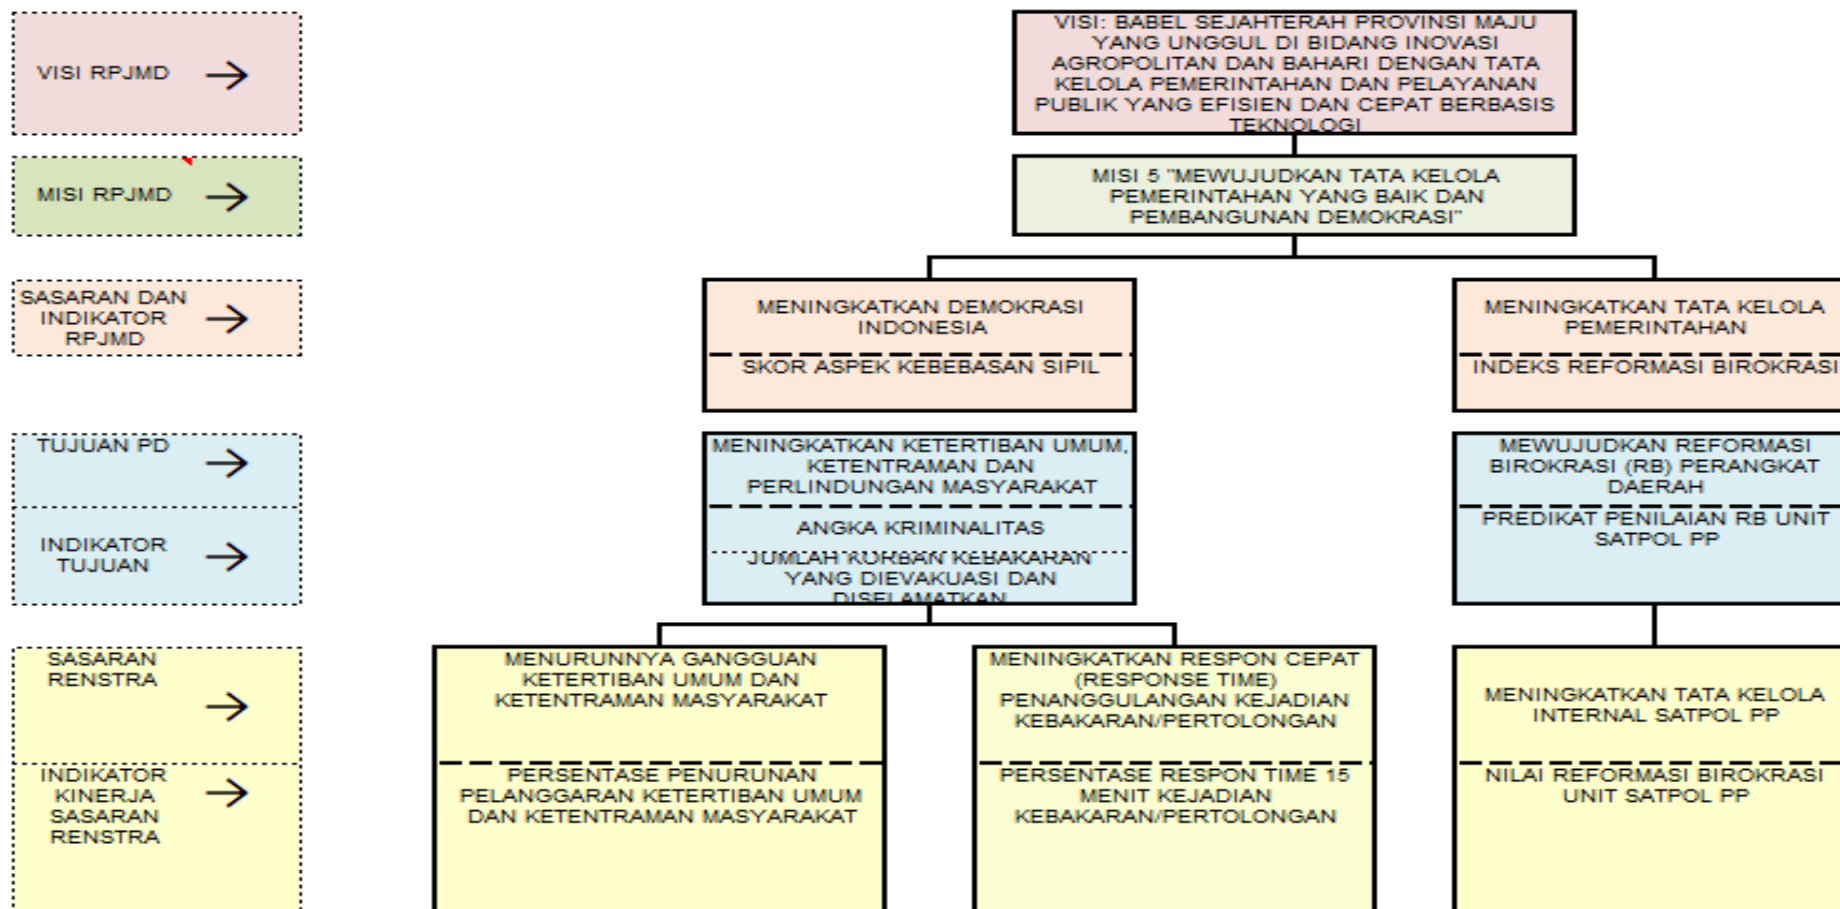 VISI RPJMD
VISI: BABEL SEJAHTERAH PROVINSI MAJU
YANG UNGGUL DI BIDANG INOVASI
AGROPOLITAN DAN BAHARI DENGAN TATA
KELOLA PEMERINTAHAN DAN PELAYANAN
PUBLIK YANG EFISIEN DAN CEPAT BERBASIS
TEKNOLOGI
MISI RPJMD
MISI 5 "MEWUJUDKAN TATA KELOLA
PEMERINTAHAN YANG BAIK DAN
PEMBANGUNAN DEMOKRASI"
SASARAN DAN
INDIKATOR
RPJMD
MENINGKATKAN DEMOKRASI
INDONESIA
SKOR ASPEK KEBEBASAN SIPIL
MENINGKATKAN TATA KELOLA
PEMERINTAHAN
INDEKS REFORMASI BIROKRASI
TUJUAN PD
INDIKATOR
TUJUAN
MENINGKATKAN KETERTIBAN UMUM,
KETENTRAMAN DAN
PERLINDUNGAN MASYARAKAT
ANGKA KRIMINALITAS
JUMLAH KORBAN KEBAKARAN
YANG DIEVAKUASI DAN
DISELAMATKAN
MEWUJUDKAN REFORMASI
BIROKRASI (RB) PERANGKAT
DAERAH
PREDIKAT PENILAIAN RB UNIT
SATPOL PP
SASARAN
RENSTRA
INDIKATOR
KINERJA
SASARAN
RENSTRA
MENURUNNYA GANGGUAN
KETERTIBAN UMUM DAN
KETENTRAMAN MASYARAKAT
PERSENTASE PENURUNAN
PELANGGARAN KETERTIBAN UMUM
DAN KETENTRAMAN MASYARAKAT
MENINGKATKAN RESPON CEPAT
(RESPONSE TIME)
PENANGGULANGAN KEJADIAN
KEBAKARAN/PERTOLONGAN
PERSENTASE RESPON TIME 15
MENIT KEJADIAN
KEBAKARAN/PERTOLONGAN
MENINGKATKAN TATA KELOLA
INTERNAL SATPOL PP
NILAI REFORMASI BIROKRASI
UNIT SATPOL PP